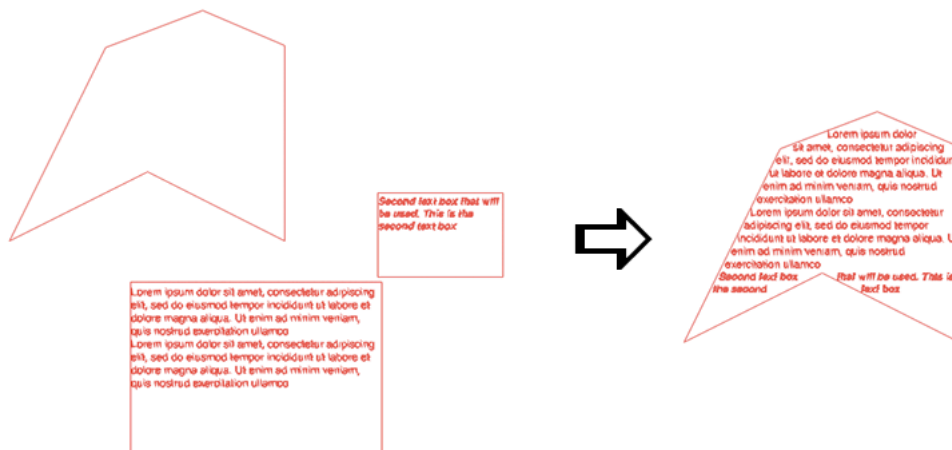 Second text box that will
be used. This is the
second text box
Lorem ipsum dolor sit amet, consectetur adipiscing
elit, sed do eiusmod tempor incididunt ut labore et
dolore magna aliqua. Ut enim ad minim veniam,
quis nostrud exercitation ullamco
Lorem ipsum dolor sit amet, consectetur adipiscing
elit, sed do eiusmod tempor incididunt ut labore et
dolore magna aliqua. Ut enim ad minim veniam,
quis nostrud exercitation ullamco
Lorem ipsum dolor
sit amet, consectetur adipiscing
elit, sed do eiusmod tempor incididunt
ut labore et dolore magna aliqua. Ut
enim ad minim veniam, quis nostrud
exercitation ullamco
Lorem ipsum dolor sit amet, consectetur
adipiscing elit, sed do eiusmod tempor
incididunt ut labore et dolore magna aliqua. U
enim ad minim veniam, quis nostrud
exercitation ullamco
Second text box that will be used. This is
the second text box